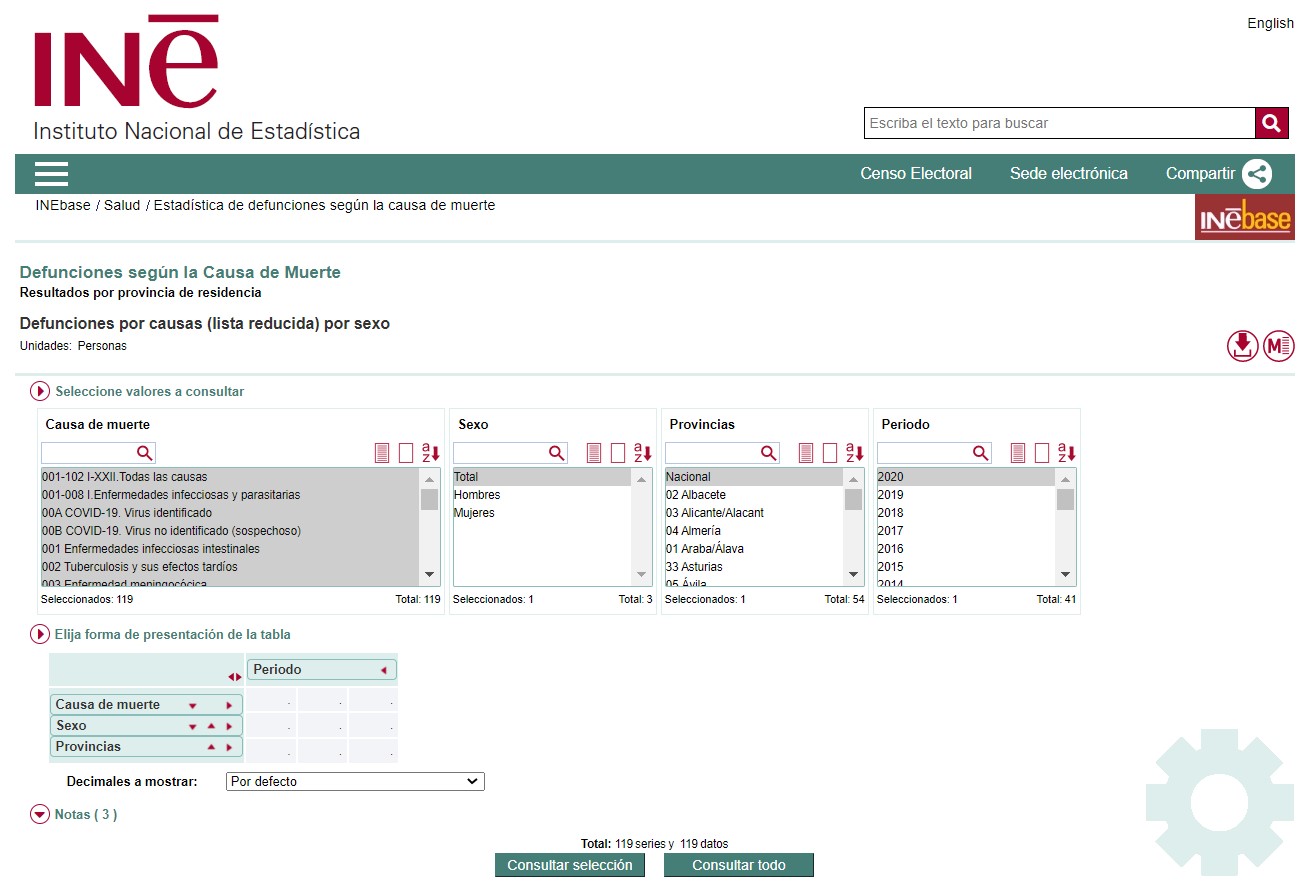 INe
English
Instituto Nacional de Estadística
Escriba el texto para buscar
Censo Electoral Sede electrónica Compartir
INEbase / Salud / Estadística de defunciones según la causa de muerte
INebase
Defunciones según la Causa de Muerte
Resultados por provincia de residencia
Defunciones por causas (lista reducida) por sexo
Unidades: Personas
M
Seleccione valores a consultar
Causa de muerte
001-102 I-XXII.Todas las causas
001-008 I.Enfermedades infecciosas y parasitarias
00A COVID-19. Virus identificado
00B COVID-19. Virus no identificado (sospechoso)
001 Enfermedades infecciosas intestinales
002 Tuberculosis y sus efectos tardíos
003 Enfermedad meningocócica
Seleccionados: 119 Total: 119
Sexo
Total
Hombres
Mujeres
Seleccionados: 1 Total: 3
Provincias
Nacional
02 Albacete
03 Alicante/Alacant
04 Almería
01 Araba/Álava
33 Asturias
05 Ávila
Seleccionados: 1 Total: 54
Periodo
2020
2019
2018
2017
2016
2015
2014
Seleccionados: 1 Total: 41
Elija forma de presentación de la tabla
Periodo
Causa de muerte
Sexo
Provincias
Decimales a mostrar: Por defecto
Notas ( 3 )
Total: 119 series y 119 datos
Consultar selección Consultar todo